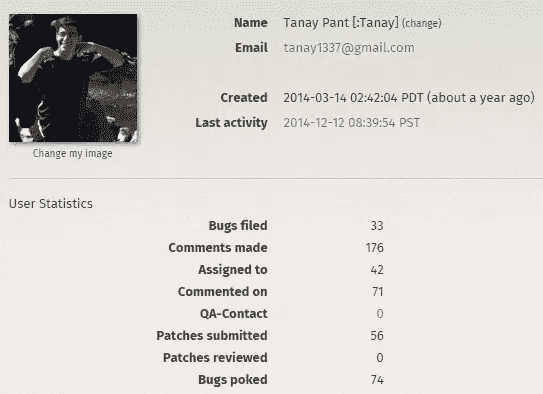 Name Tanay Pant [:Tanay] (change)
Email tanay1337@gmail.com
Created 2014-03-14 02:42:04 PDT (about a year ago)
Last activity 2014-12-12 08:39:54 PST
Change my image
User Statistics
Bugs filed 33
Comments made 176
Assigned to 42
Commented on 71
QA-Contact 0
Patches submitted 56
Patches reviewed 0
Bugs poked 74